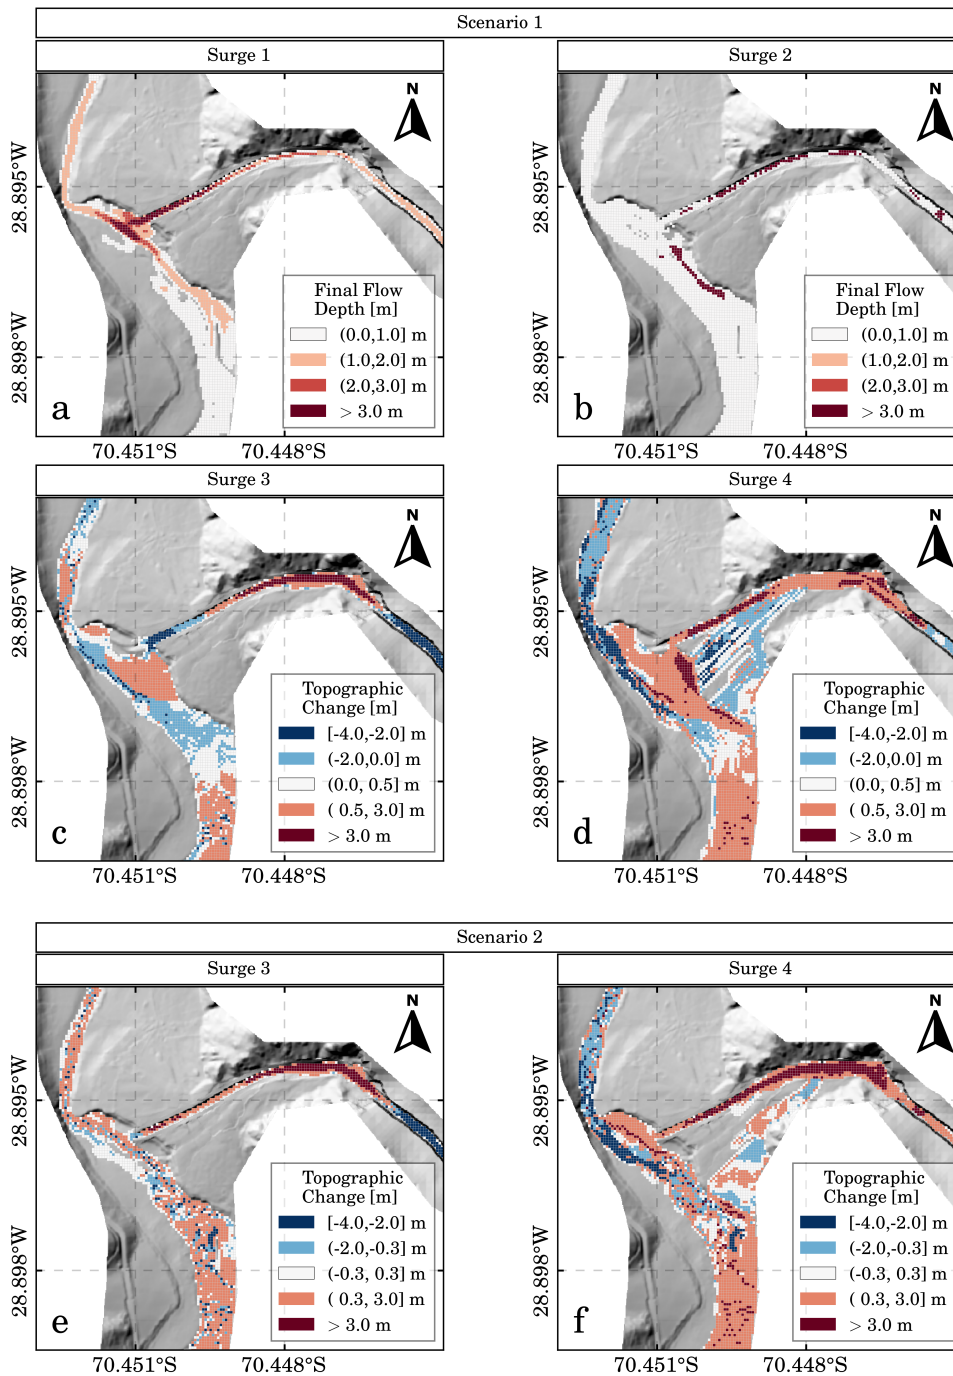 Scenario 1
Surge 1
Surge 2
N
N
28.895°W
28.898°W
Final Flow
Depth [m]
(0.0,1.0] m
(1.0,2.0] m
(2.0,3.0] m
> 3.0 m
a
70.451°S
70.448°S
28.895°W
28.898°W
Final Flow
Depth [m]
(0.0,1.0] m
(1.0,2.0] m
(2.0,3.0] m
> 3.0 m
b
70.451°S
70.448°S
Surge 3
Surge 4
N
N
28.895°W
28.898°W
Topographic
Change [m]
[-4.0,-2.0] m
(-2.0,0.0] m
(0.0, 0.5] m
( 0.5, 3.0] m
> 3.0 m
c
70.451°S
70.448°S
28.895°W
28.898°W
Topographic
Change [m]
[-4.0,-2.0] m
(-2.0,0.0] m
(0.0, 0.5] m
( 0.5, 3.0] m
> 3.0 m
d
70.451°S
70.448°S
Scenario 2
Surge 3
Surge 4
N
N
28.895°W
28.898°W
Topographic
Change [m]
[-4.0,-2.0] m
(-2.0,-0.3] m
(-0.3, 0.3] m
( 0.3, 3.0] m
> 3.0 m
e
70.451°S
70.448°S
28.895°W
28.898°W
Topographic
Change [m]
[-4.0,-2.0] m
(-2.0,-0.3] m
(-0.3, 0.3] m
( 0.3, 3.0] m
> 3.0 m
f
70.451°S
70.448°S